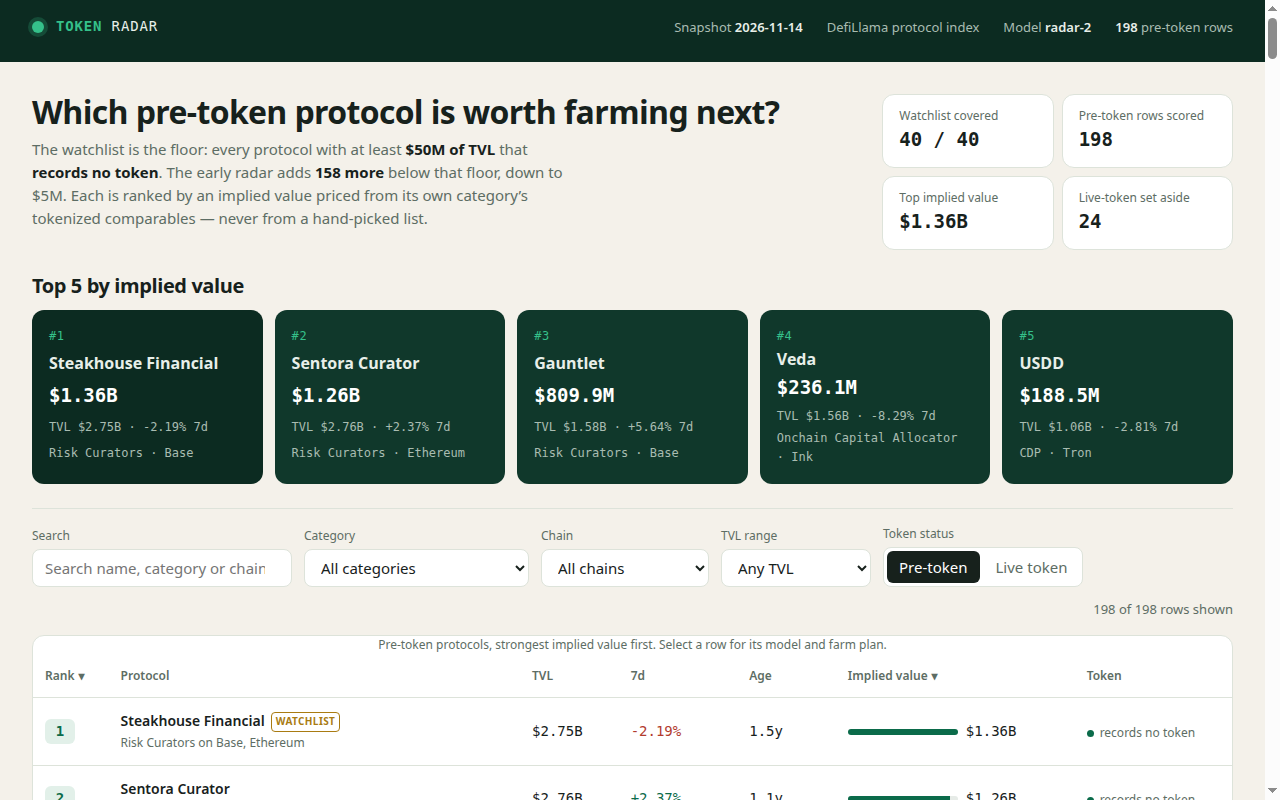 TOKEN RADAR
Snapshot 2026-11-14
DefiLlama protocol index
Model radar-2
198 pre-token rows
Which pre-token protocol is worth farming next?
The watchlist is the floor: every protocol with at least $50M of TVL that
records no token. The early radar adds 158 more below that floor, down to
$5M. Each is ranked by an implied value priced from its own category's
tokenized comparables — never from a hand-picked list.
Watchlist covered
40 / 40
Pre-token rows scored
198
Top implied value
$1.36B
Live-token set aside
24
Top 5 by implied value
#1
Steakhouse Financial
$1.36B
TVL $2.75B · -2.19% 7d
Risk Curators · Base
#2
Sentora Curator
$1.26B
TVL $2.76B · +2.37% 7d
Risk Curators · Ethereum
#3
Gauntlet
$809.9M
TVL $1.58B · +5.64% 7d
Risk Curators · Base
#4
Veda
$236.1M
TVL $1.56B · -8.29% 7d
Onchain Capital Allocator
· Ink
#5
USDD
$188.5M
TVL $1.06B · -2.81% 7d
CDP · Tron
Search
Search name, category or chain
Category
All categories
Chain
All chains
TVL range
Any TVL
Token status
Pre-token
Live token
198 of 198 rows shown
Pre-token protocols, strongest implied value first. Select a row for its model and farm plan.
Rank ▾ Protocol TVL 7d Age Implied value ▾ Token
1 Steakhouse Financial WATCHLIST $2.75B -2.19% 1.5y $1.36B records no token
Risk Curators on Base, Ethereum
2 Sentora Curator $2.76B +2.37% 1.1y $1.26B records no token